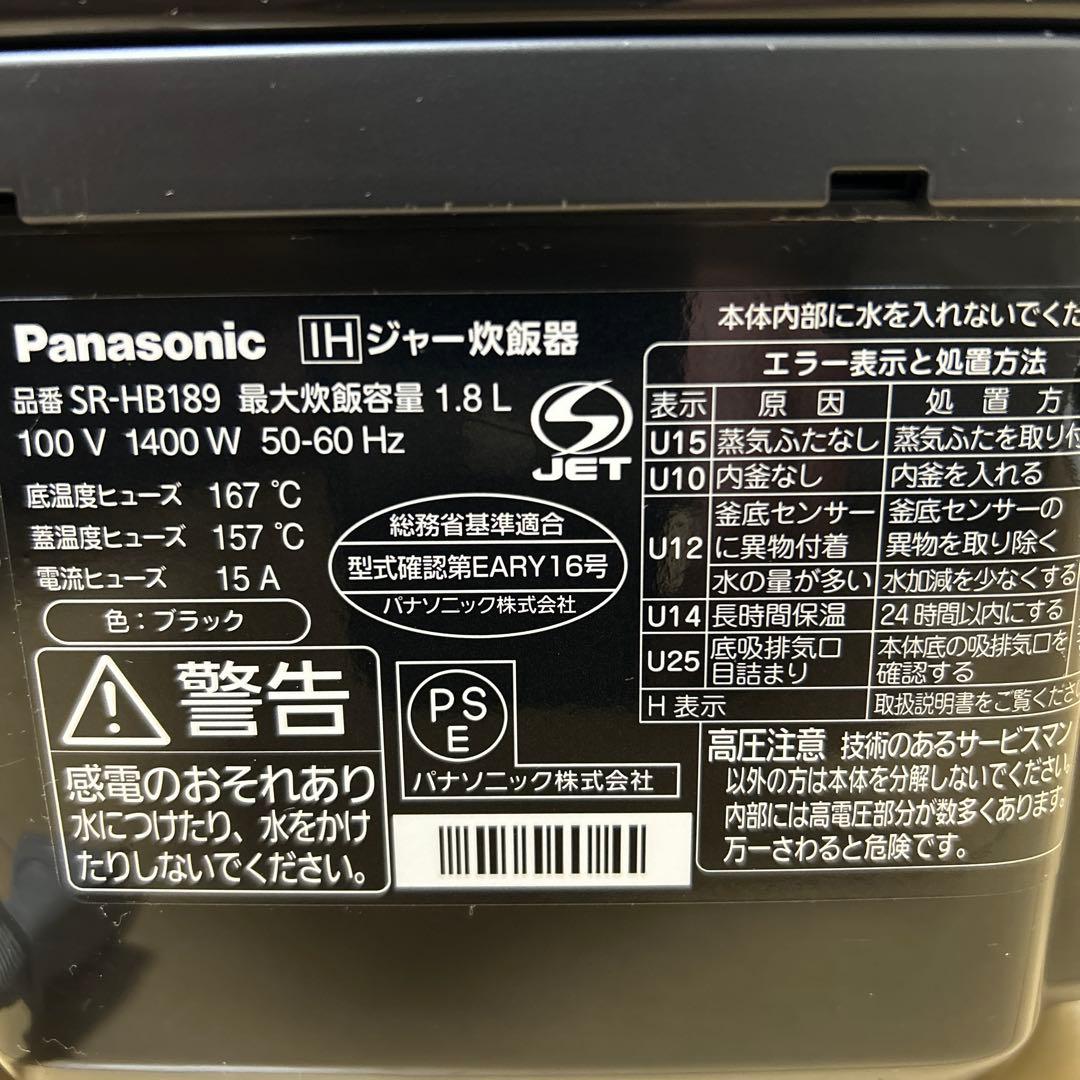 Panasonic IHジャー炊飯器
品番 SR-HB189 最大炊飯容量 1.8 L
100 V 1400 W 50-60 Hz
底温度ヒューズ 167 ℃
蓋温度ヒューズ 157 ℃
電流ヒューズ 15 A
色：ブラック
JET
総務省基準適合
型式確認第EARY16号
パナソニック株式会社
警告
感電のおそれあり
水につけたり、水をかけ
たりしないでください。
PS
E
パナソニック株式会社
本体内部に水を入れないでくだ
エラー表示と処置方法
表示 原因 処置方
U15 蒸気ふたなし 蒸気ふたを取り付
U10 内釜なし 内釜を入れる
U12 釜底センサーに異物付着 釜底センサーの異物を取り除く
水の量が多い 水加減を少なくする
U14 長時間保温 24時間以内にする
U25 底吸排気口目詰まり 本体底の吸排気口を確認する
H 表示 取扱説明書をご覧くださ
高圧注意 技術のあるサービスマン
以外の方は本体を分解しないでください。
内部には高電圧部分が数多くあります。
万一さわると危険です。